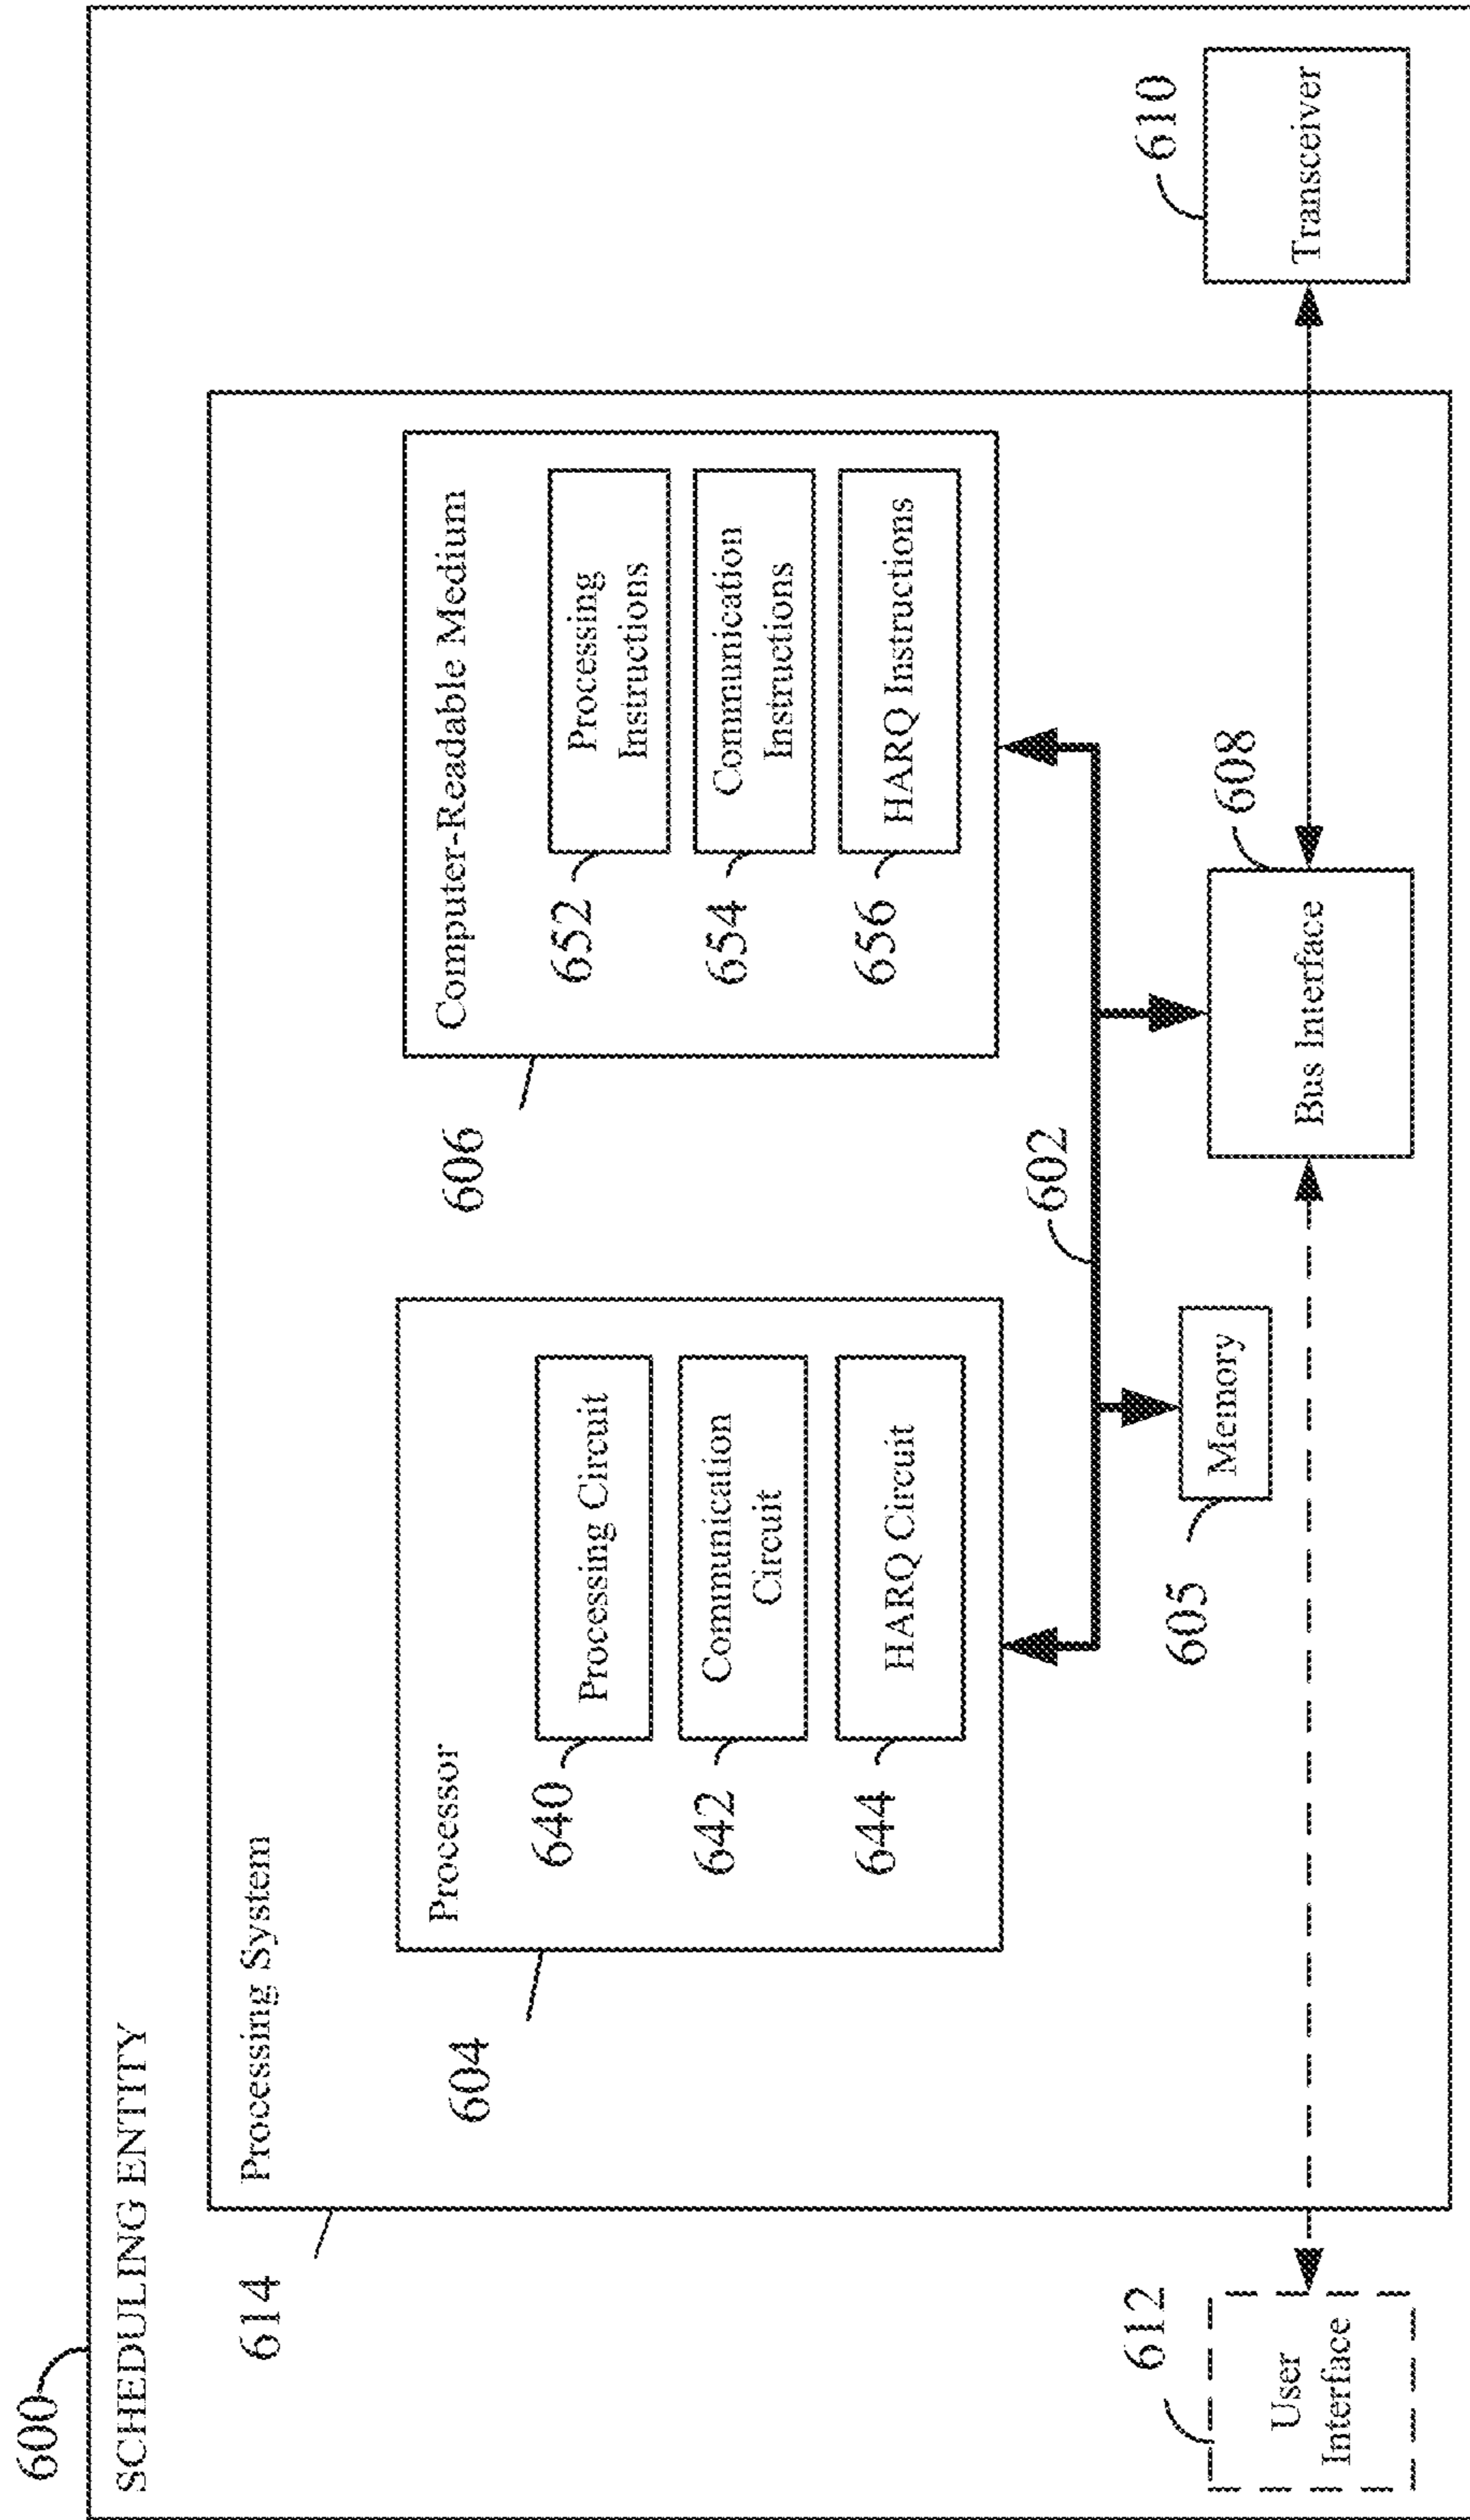 600
SCHEDULING ENTITY
614
Processing System
604
Processor
640
Processing Circuit
642
Communication
Circuit
644
HARQ Circuit
606
Computer-Readable Medium
652
Processing
Instructions
654
Communication
Instructions
656
HARQ Instructions
602
605
Memory
608
Bus Interface
612
User
Interface
610
Transceiver